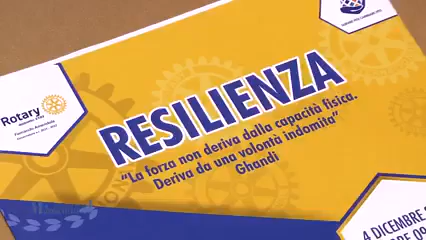 Rotary
RESILIENZA
"La forza non deriva dalla capacità fisica.
Deriva da una volontà indomita"
Ghandi
4 DICEMBRE